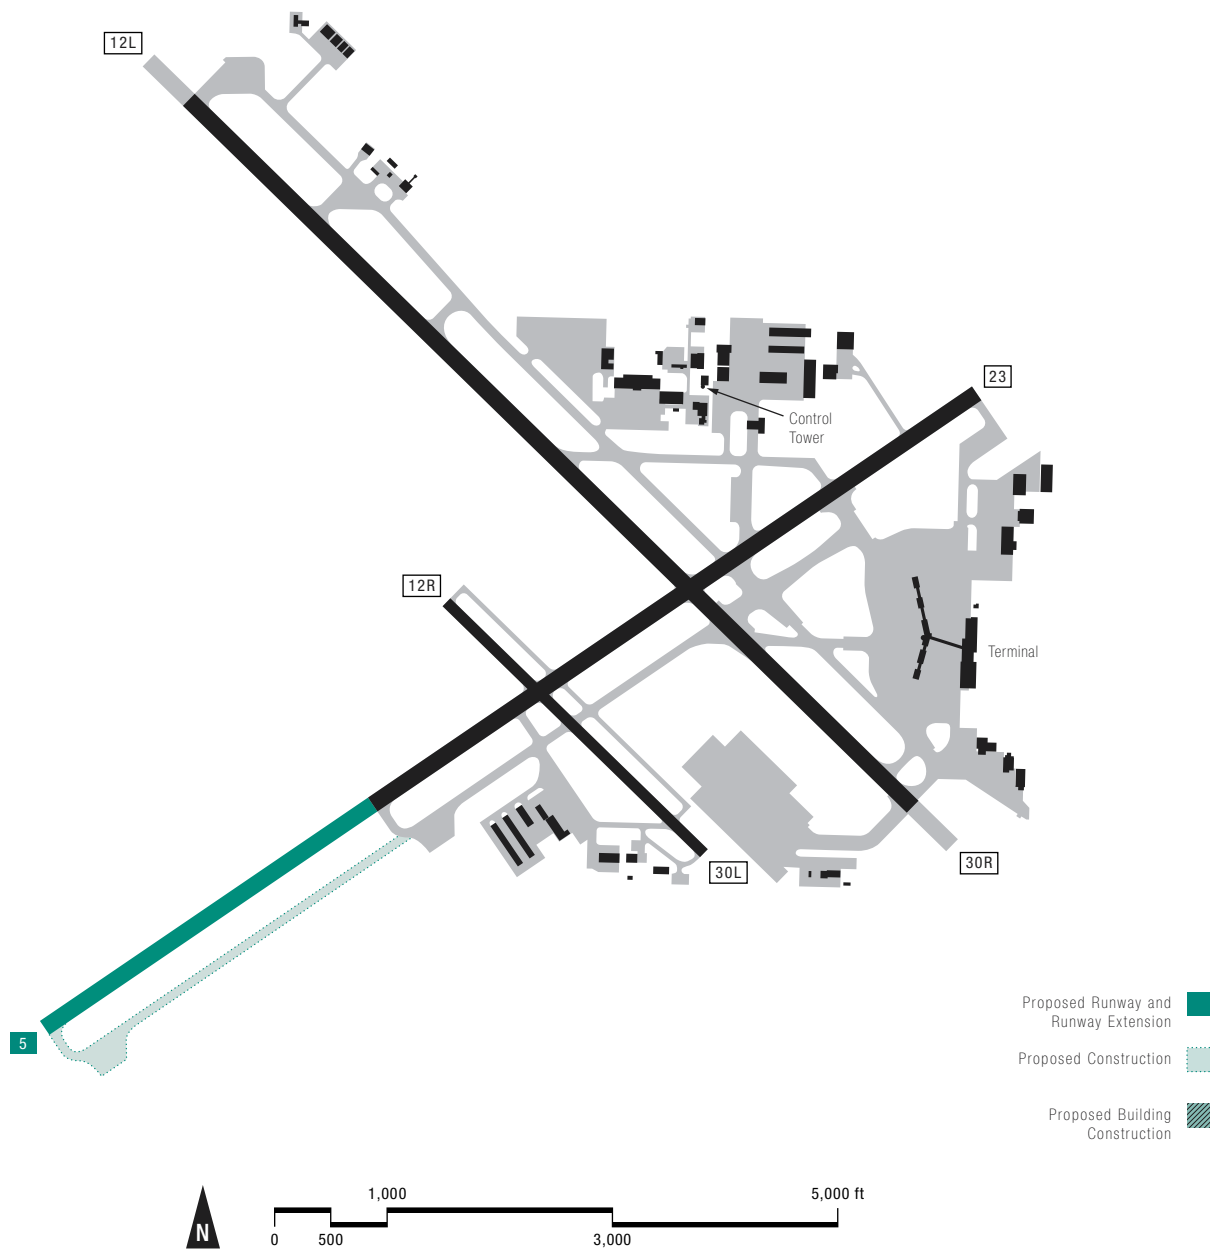 12L
23
Control
Tower
12R
Terminal
30R
30L
Proposed Runway and
Runway Extension
5
Proposed Construction
Proposed Building
Construction
1,000
5,000 ft
N
0
500
3,000